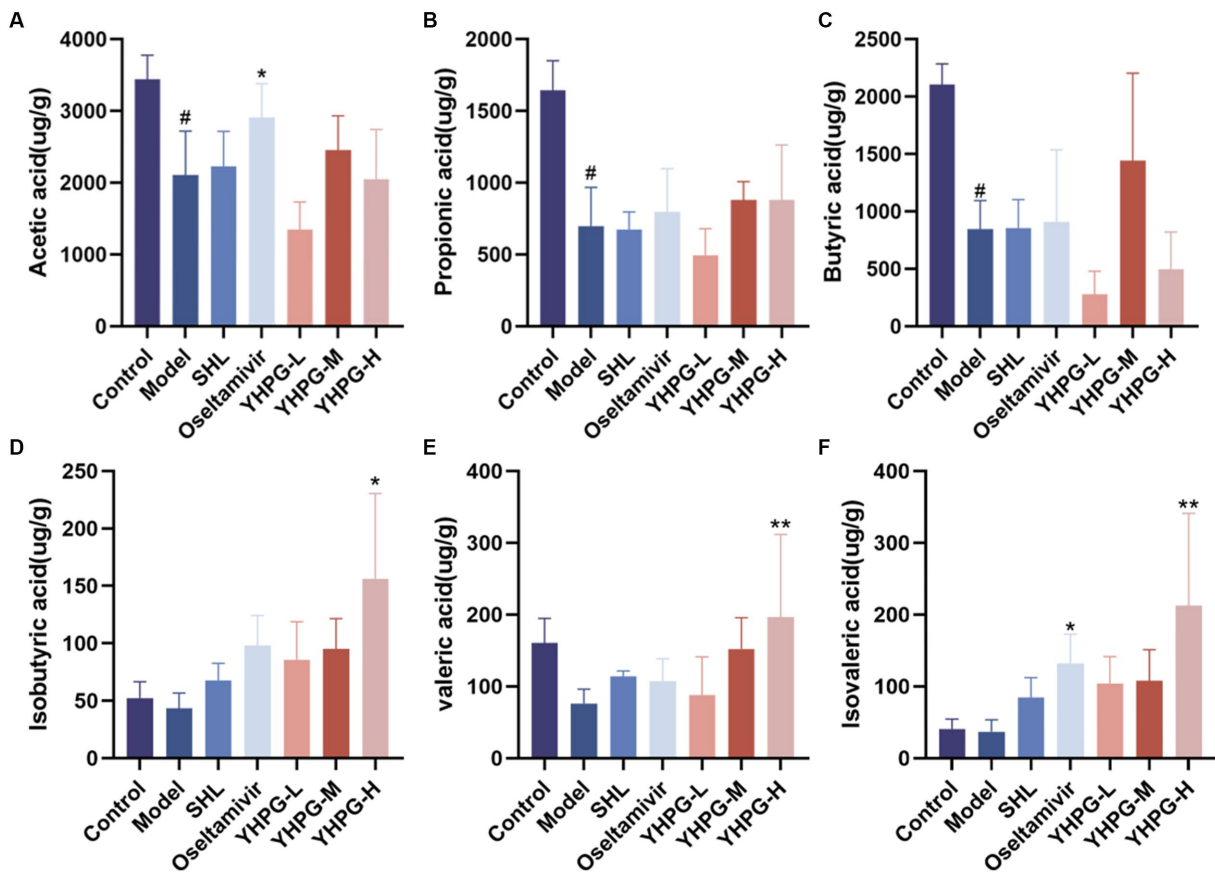 A
Acetic acid(ug/g)
4000
3000
2000
1000
0
#
*
Control
Model
SHL
Oseltamivir
YHPG-L
YHPG-M
YHPG-H
B
Propionic acid(ug/g)
2000
1500
1000
500
0
#
Control
Model
SHL
Oseltamivir
YHPG-L
YHPG-M
YHPG-H
C
Butyric acid(ug/g)
2500
2000
1500
1000
500
0
#
Control
Model
SHL
Oseltamivir
YHPG-L
YHPG-M
YHPG-H
D
Isobutyric acid(ug/g)
250
200
150
100
50
0
*
Control
Model
SHL
Oseltamivir
YHPG-L
YHPG-M
YHPG-H
E
valeric acid(ug/g)
400
300
200
100
0
**
Control
Model
SHL
Oseltamivir
YHPG-L
YHPG-M
YHPG-H
F
Isovaleric acid(ug/g)
400
300
200
100
0
*
**
Control
Model
SHL
Oseltamivir
YHPG-L
YHPG-M
YHPG-H